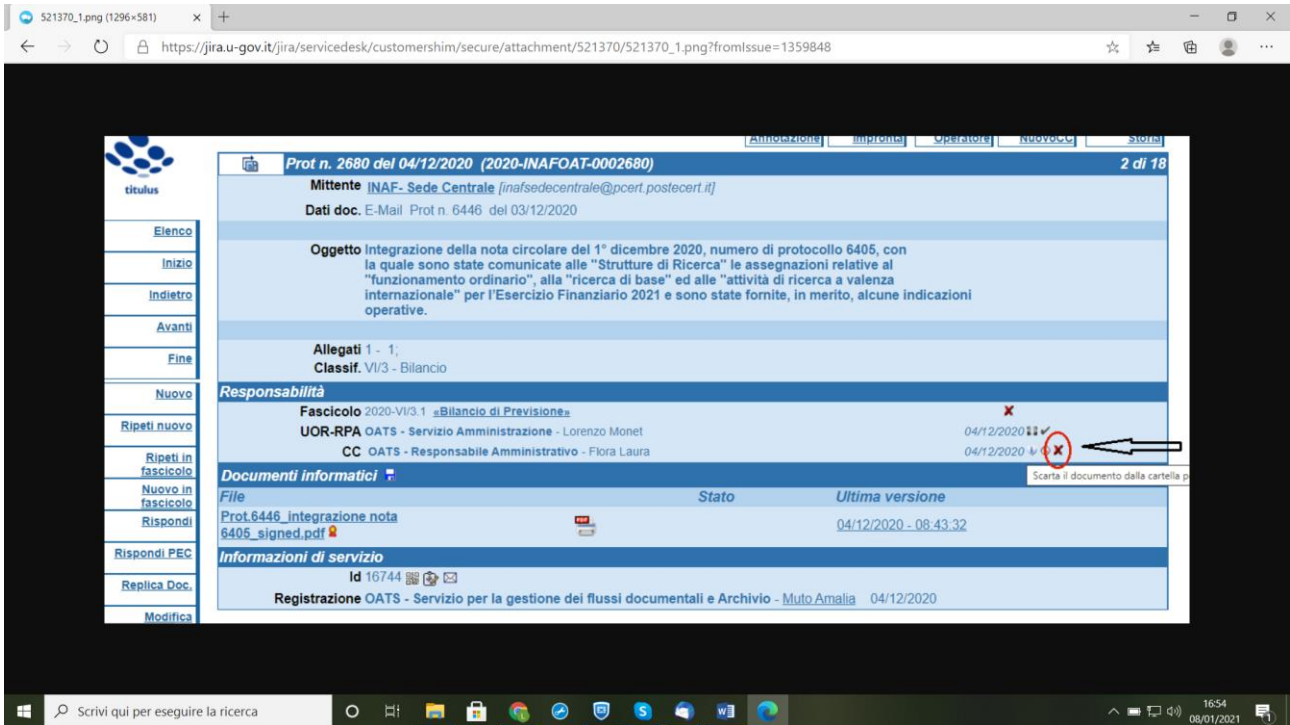 521370_1.png (1296×581)
https://jira.u-gov.it/jira/servicedesk/customershim/secure/attachment/521370/521370_1.png?fromIssue=1359848
Annotazione Impronta Operatore NuovoCC Storia
Prot n. 2680 del 04/12/2020 (2020-INAFOAT-0002680) 2 di 18
titulus
Mittente INAF- Sede Centrale [inafsedecentrale@pcert.postecert.it]
Dati doc. E-Mail Prot n. 6446 del 03/12/2020
Elenco
Inizio
Indietro
Avanti
Fine
Oggetto Integrazione della nota circolare del 1° dicembre 2020, numero di protocollo 6405, con
la quale sono state comunicate alle "Strutture di Ricerca" le assegnazioni relative al
"funzionamento ordinario", alla "ricerca di base" ed alle "attività di ricerca a valenza
internazionale" per l'Esercizio Finanziario 2021 e sono state fornite, in merito, alcune indicazioni
operative.
Allegati 1 - 1;
Classif. VI/3 - Bilancio
Nuovo
Ripeti nuovo
Ripeti in
fascicolo
Nuovo in
fascicolo
Rispondi
Rispondi PEC
Replica Doc.
Modifica
Responsabilità
Fascicolo 2020-VI/3.1 «Bilancio di Previsione»
UOR-RPA OATS - Servizio Amministrazione - Lorenzo Monet 04/12/2020
CC OATS - Responsabile Amministrativo - Flora Laura 04/12/2020
Scarta il documento dalla cartella p
Documenti informatici
File Stato Ultima versione
Prot.6446_integrazione nota
6405_signed.pdf 04/12/2020 - 08:43:32
Informazioni di servizio
Id 16744
Registrazione OATS - Servizio per la gestione dei flussi documentali e Archivio - Muto Amalia 04/12/2020
Scrivi qui per eseguire la ricerca
16:54
08/01/2021